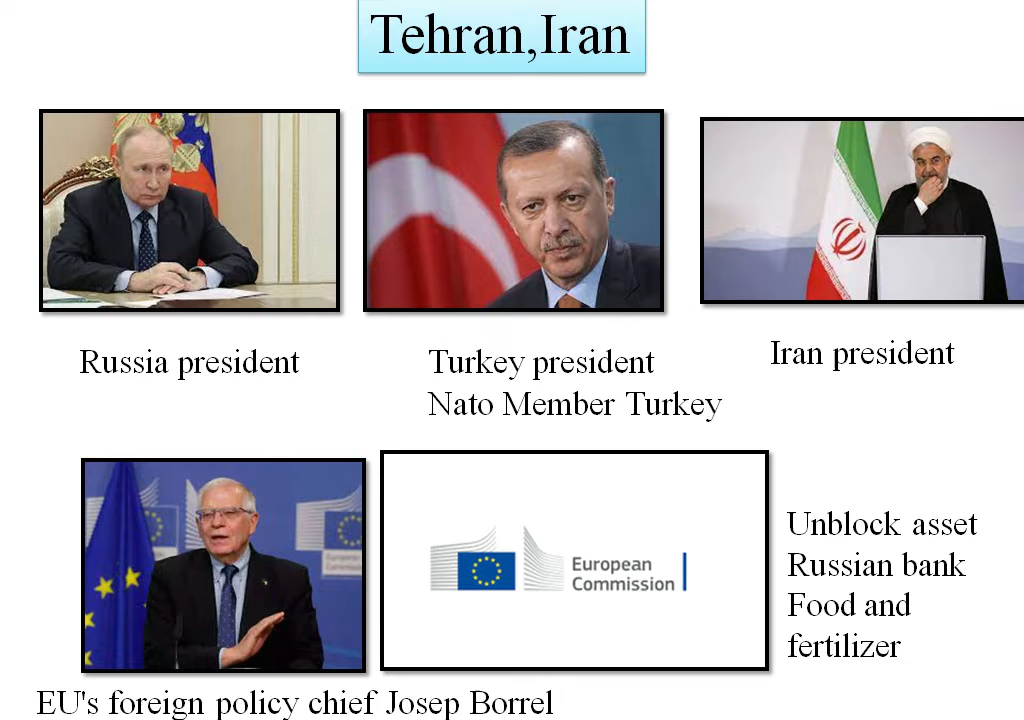 Tehran,Iran
Russia president
Turkey president
Nato Member Turkey
Iran president
European
Commission
Unblock asset
Russian bank
Food and
fertilizer
EU's foreign policy chief Josep Borrel